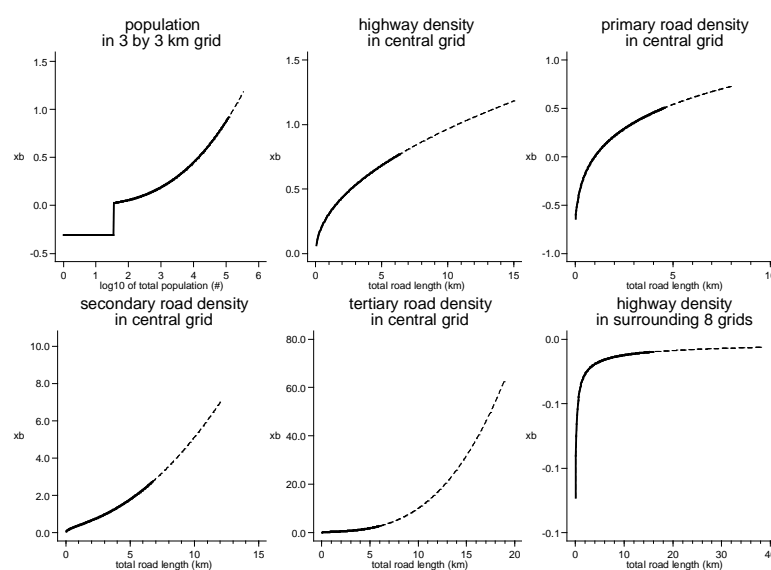 population
in 3 by 3 km grid
1.5
1.0
xb 0.5
0.0
-0.5
0 1 2 3 4 5 6
log10 of total population (#)
highway density
in central grid
1.5
1.0
xb
0.5
0.0
0 5 10 15
total road length (km)
primary road density
in central grid
1.0
0.5
xb 0.0
-0.5
-1.0
0 5 10
total road length (km)
secondary road density
in central grid
10.0
8.0
6.0
xb
4.0
2.0
0.0
0 5 10 15
total road length (km)
tertiary road density
in central grid
80.0
60.0
xb
40.0
20.0
0.0
0 5 10 15 20
total road length (km)
highway density
in surrounding 8 grids
0.0
-0.1
xb
-0.1
-0.1
0 10 20 30 40
total road length (km)